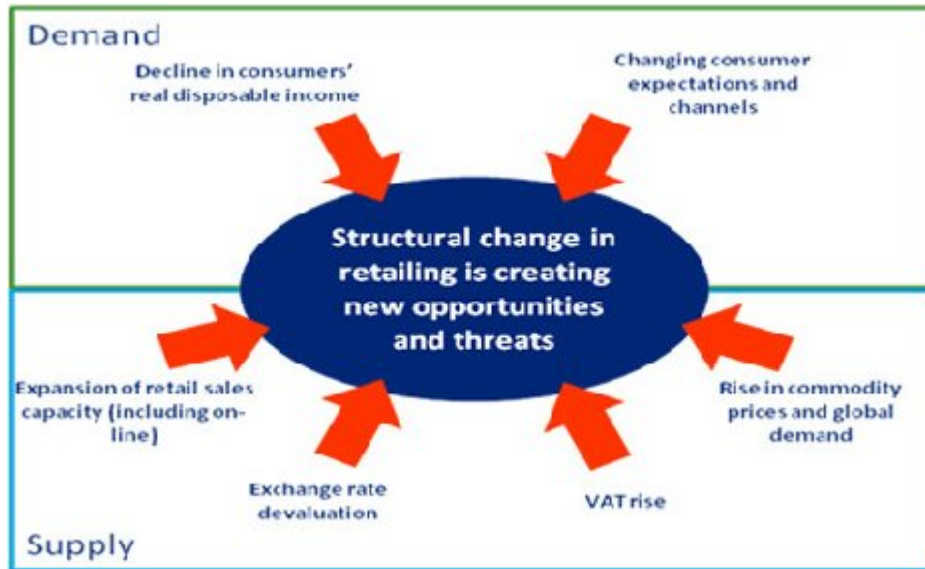 Demand
Decline in consumers'
real disposable income
Changing consumer
expectations and
channels
Structural change in
retailing is creating
new opportunities
and threats
Expansion of retail sales
capacity (including on-
line)
Rise in commodity
prices and global
demand
Exchange rate
devaluation
VAT rise
Supply